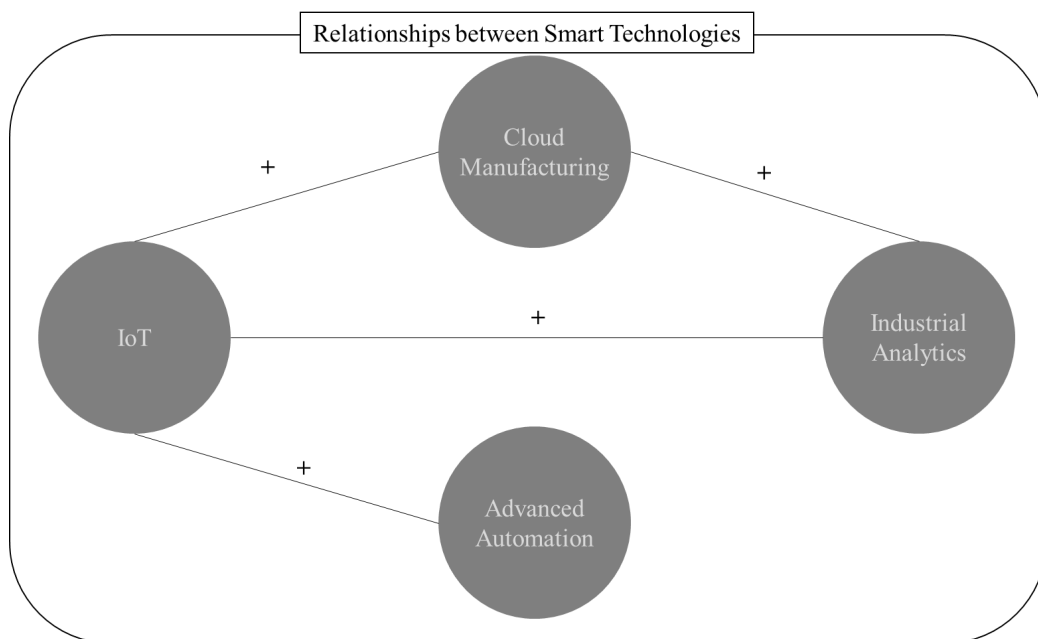 Relationships between Smart Technologies
Cloud
Manufacturing
+
+
IoT
+
Industrial
Analytics
+
Advanced
Automation